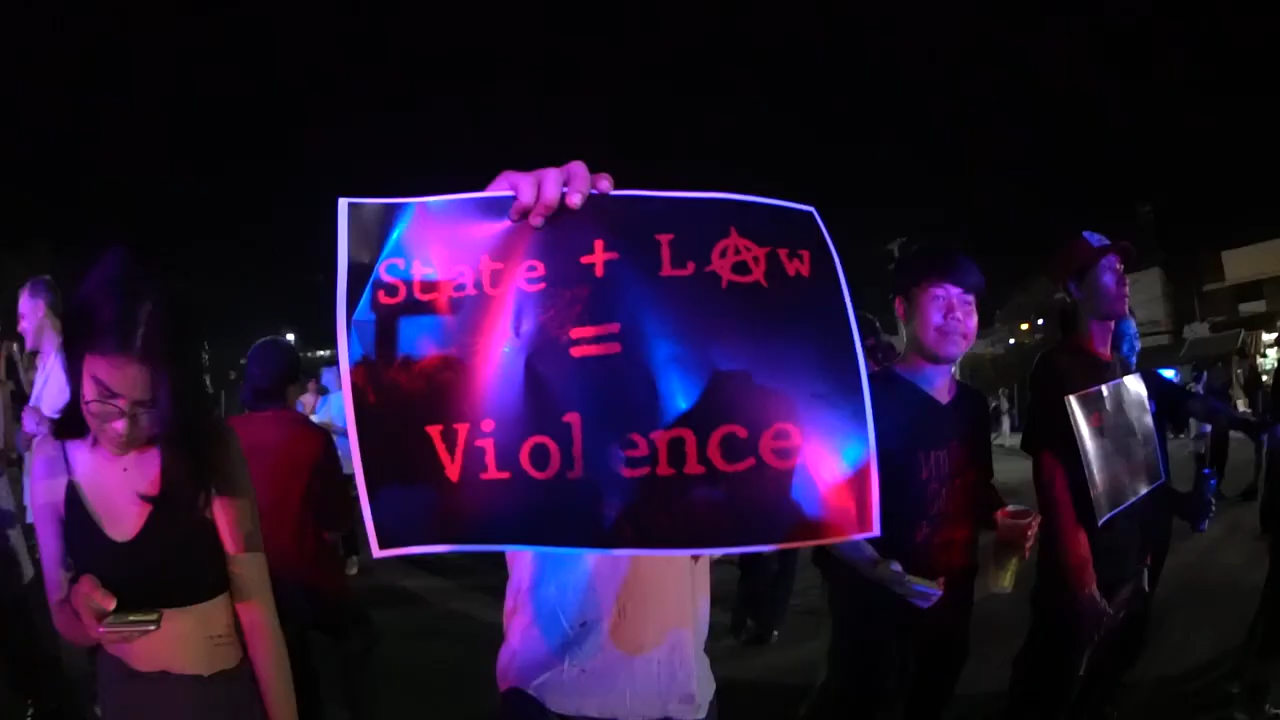 State + Law
=
Violence